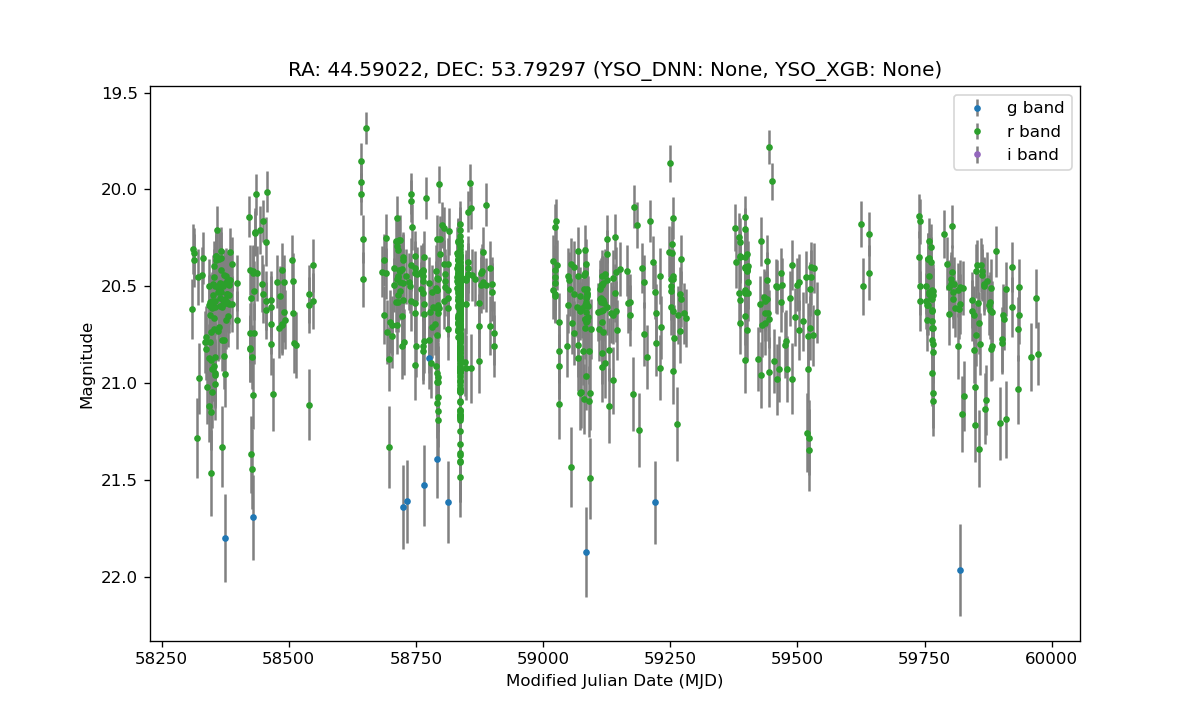 RA: 44.59022, DEC: 53.79297 (YSO_DNN: None, YSO_XGB: None)
g band
r band
i band
19.5
20.0
20.5
21.0
21.5
22.0
Magnitude
58250 58500 58750 59000 59250 59500 59750 60000
Modified Julian Date (MJD)